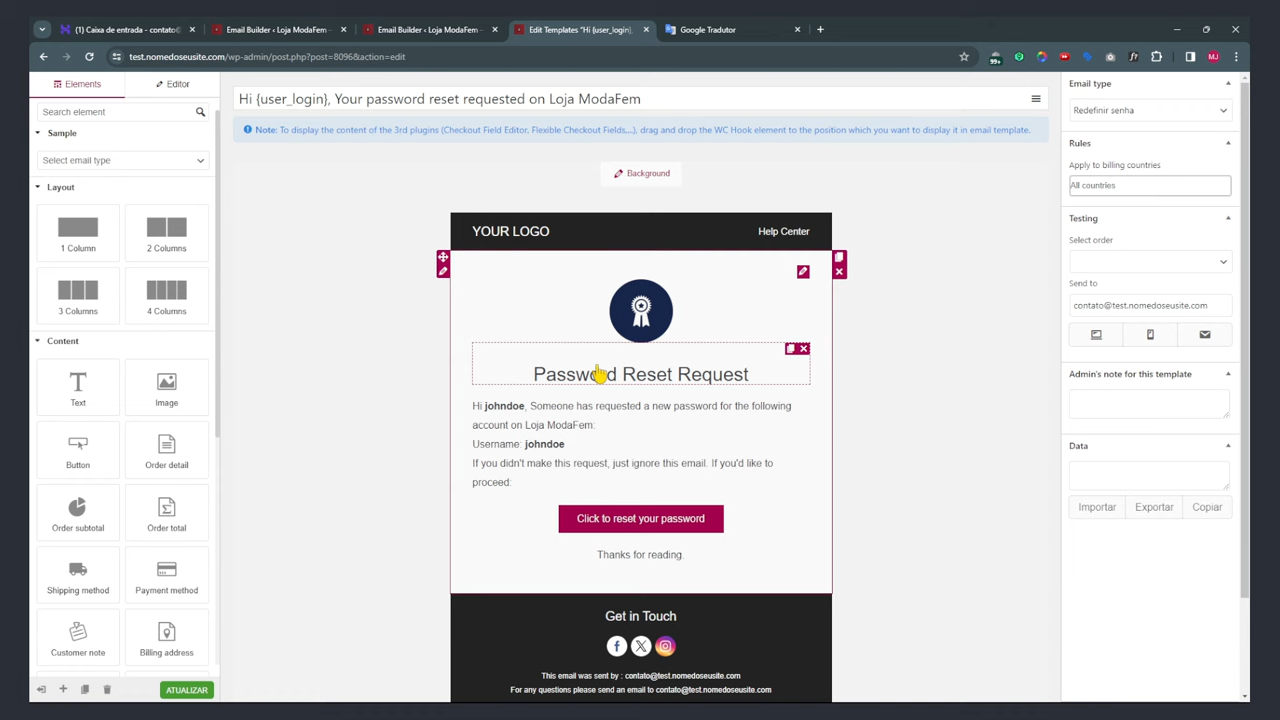 (1) Caixa de entrada - contato@
Email Builder ‹ Loja ModaFem –
Email Builder ‹ Loja ModaFem –
Edit Templates "Hi {user_login},
Google Tradutor
test.nomedoseusite.com/wp-admin/post.php?post=8096&action=edit
99+
f?
MJ
Elements
Editor
Search element
Sample
Select email type
Layout
1 Column
2 Columns
3 Columns
4 Columns
Content
Text
Image
Button
Order detail
Order subtotal
Order total
Shipping method
Payment method
Customer note
Billing address
ATUALIZAR
Hi {user_login}, Your password reset requested on Loja ModaFem
Note: To display the content of the 3rd plugins (Checkout Field Editor, Flexible Checkout Fields,...), drag and drop the WC Hook element to the position which you want to display it in email template.
Background
YOUR LOGO
Help Center
Password Reset Request
Hi johndoe, Someone has requested a new password for the following
account on Loja ModaFem:
Username: johndoe
If you didn't make this request, just ignore this email. If you'd like to
proceed:
Click to reset your password
Thanks for reading.
Get in Touch
This email was sent by : contato@test.nomedoseusite.com
For any questions please send an email to contato@test.nomedoseusite.com
Email type
Redefinir senha
Rules
Apply to billing countries
All countries
Testing
Select order
Send to
contato@test.nomedoseusite.com
Admin's note for this template
Data
Importar
Exportar
Copiar